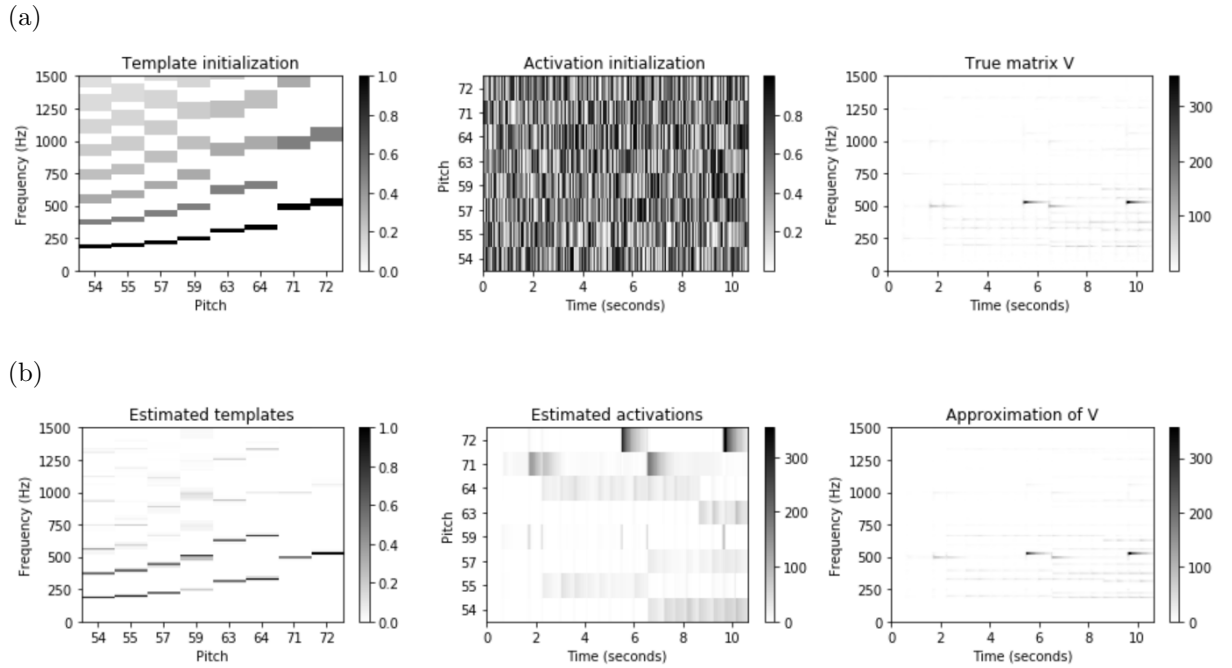 (a)
Template initialization
Activation initialization
True matrix V
1500
1250
1000
750
500
250
0
Frequency (Hz)
54 55 57 59 63 64 71 72
Pitch
1.0
0.8
0.6
0.4
0.2
0.0
72
71
64
63
59
57
55
54
Pitch
0 2 4 6 8 10
Time (seconds)
0.8
0.6
0.4
0.2
1500
1250
1000
750
500
250
0
Frequency (Hz)
0 2 4 6 8 10
Time (seconds)
300
200
100
(b)
Estimated templates
Estimated activations
Approximation of V
1500
1250
1000
750
500
250
0
Frequency (Hz)
54 55 57 59 63 64 71 72
Pitch
1.0
0.8
0.6
0.4
0.2
0.0
72
71
64
63
59
57
55
54
Pitch
0 2 4 6 8 10
Time (seconds)
300
200
100
0
1500
1250
1000
750
500
250
0
Frequency (Hz)
0 2 4 6 8 10
Time (seconds)
300
200
100
0